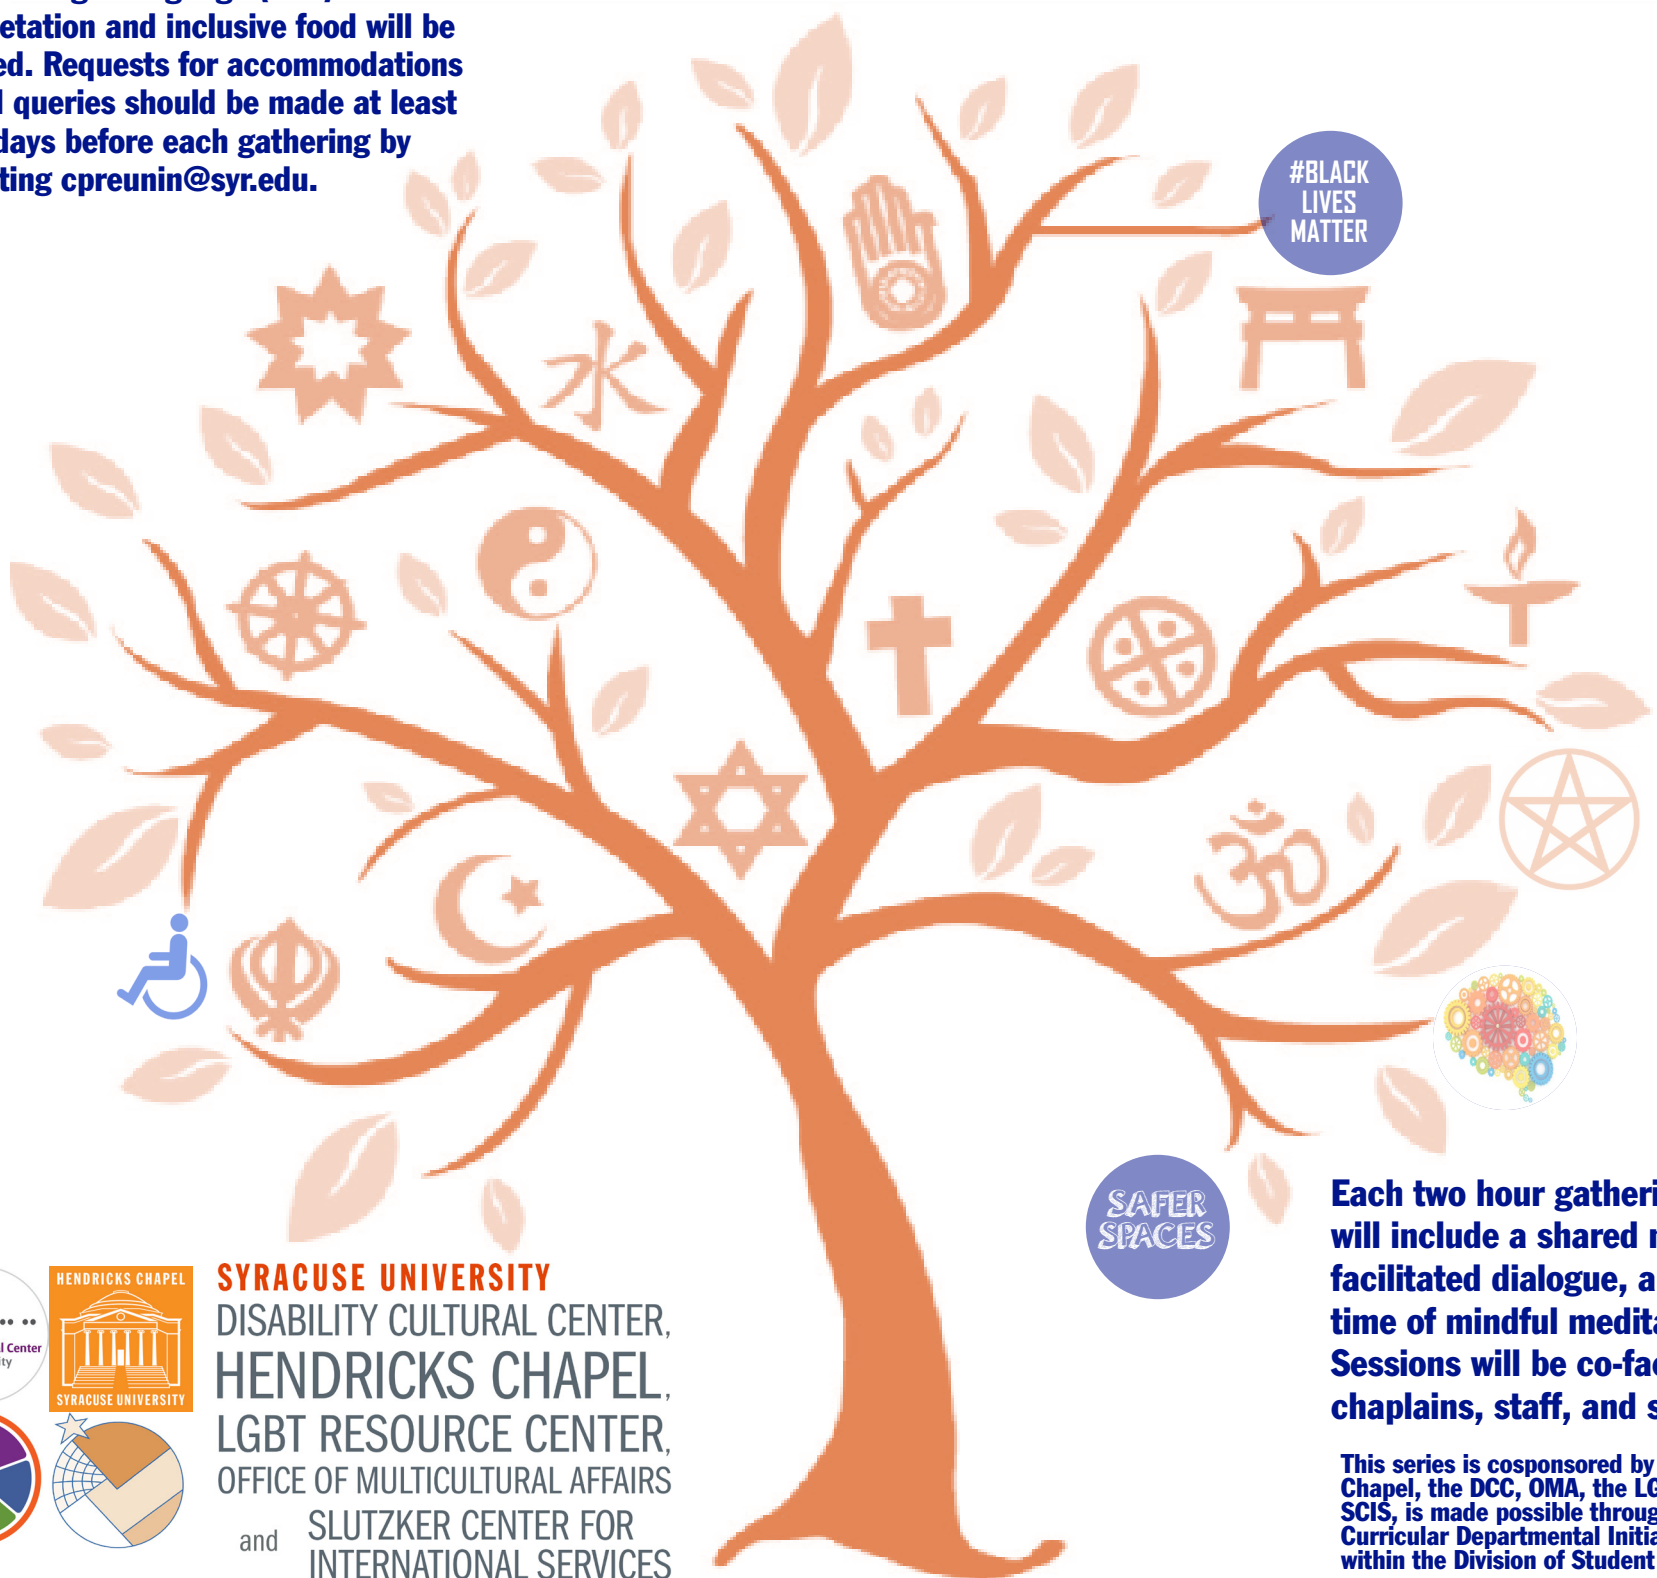 etation and inclusive food will be
ed. Requests for accommodations
queries should be made at least
days before each gathering by
ting cpreunin@syr.edu.
#BLACK
LIVES
MATTER
水
SAFER
SPACES
Each two hour gatheri
will include a shared
facilitated dialogue, a
time of mindful medita
Sessions will be co-fac
chaplains, staff, and s
This series is cosponsored by
Chapel, the DCC, OMA, the LG
SCIS, is made possible throug
Curricular Departmental Initia
within the Division of Student
l Center
ity
HENDRICKS CHAPEL
SYRACUSE UNIVERSITY
SYRACUSE UNIVERSITY
DISABILITY CULTURAL CENTER,
HENDRICKS CHAPEL,
LGBT RESOURCE CENTER,
OFFICE OF MULTICULTURAL AFFAIRS
and SLUTZKER CENTER FOR
INTERNATIONAL SERVICES